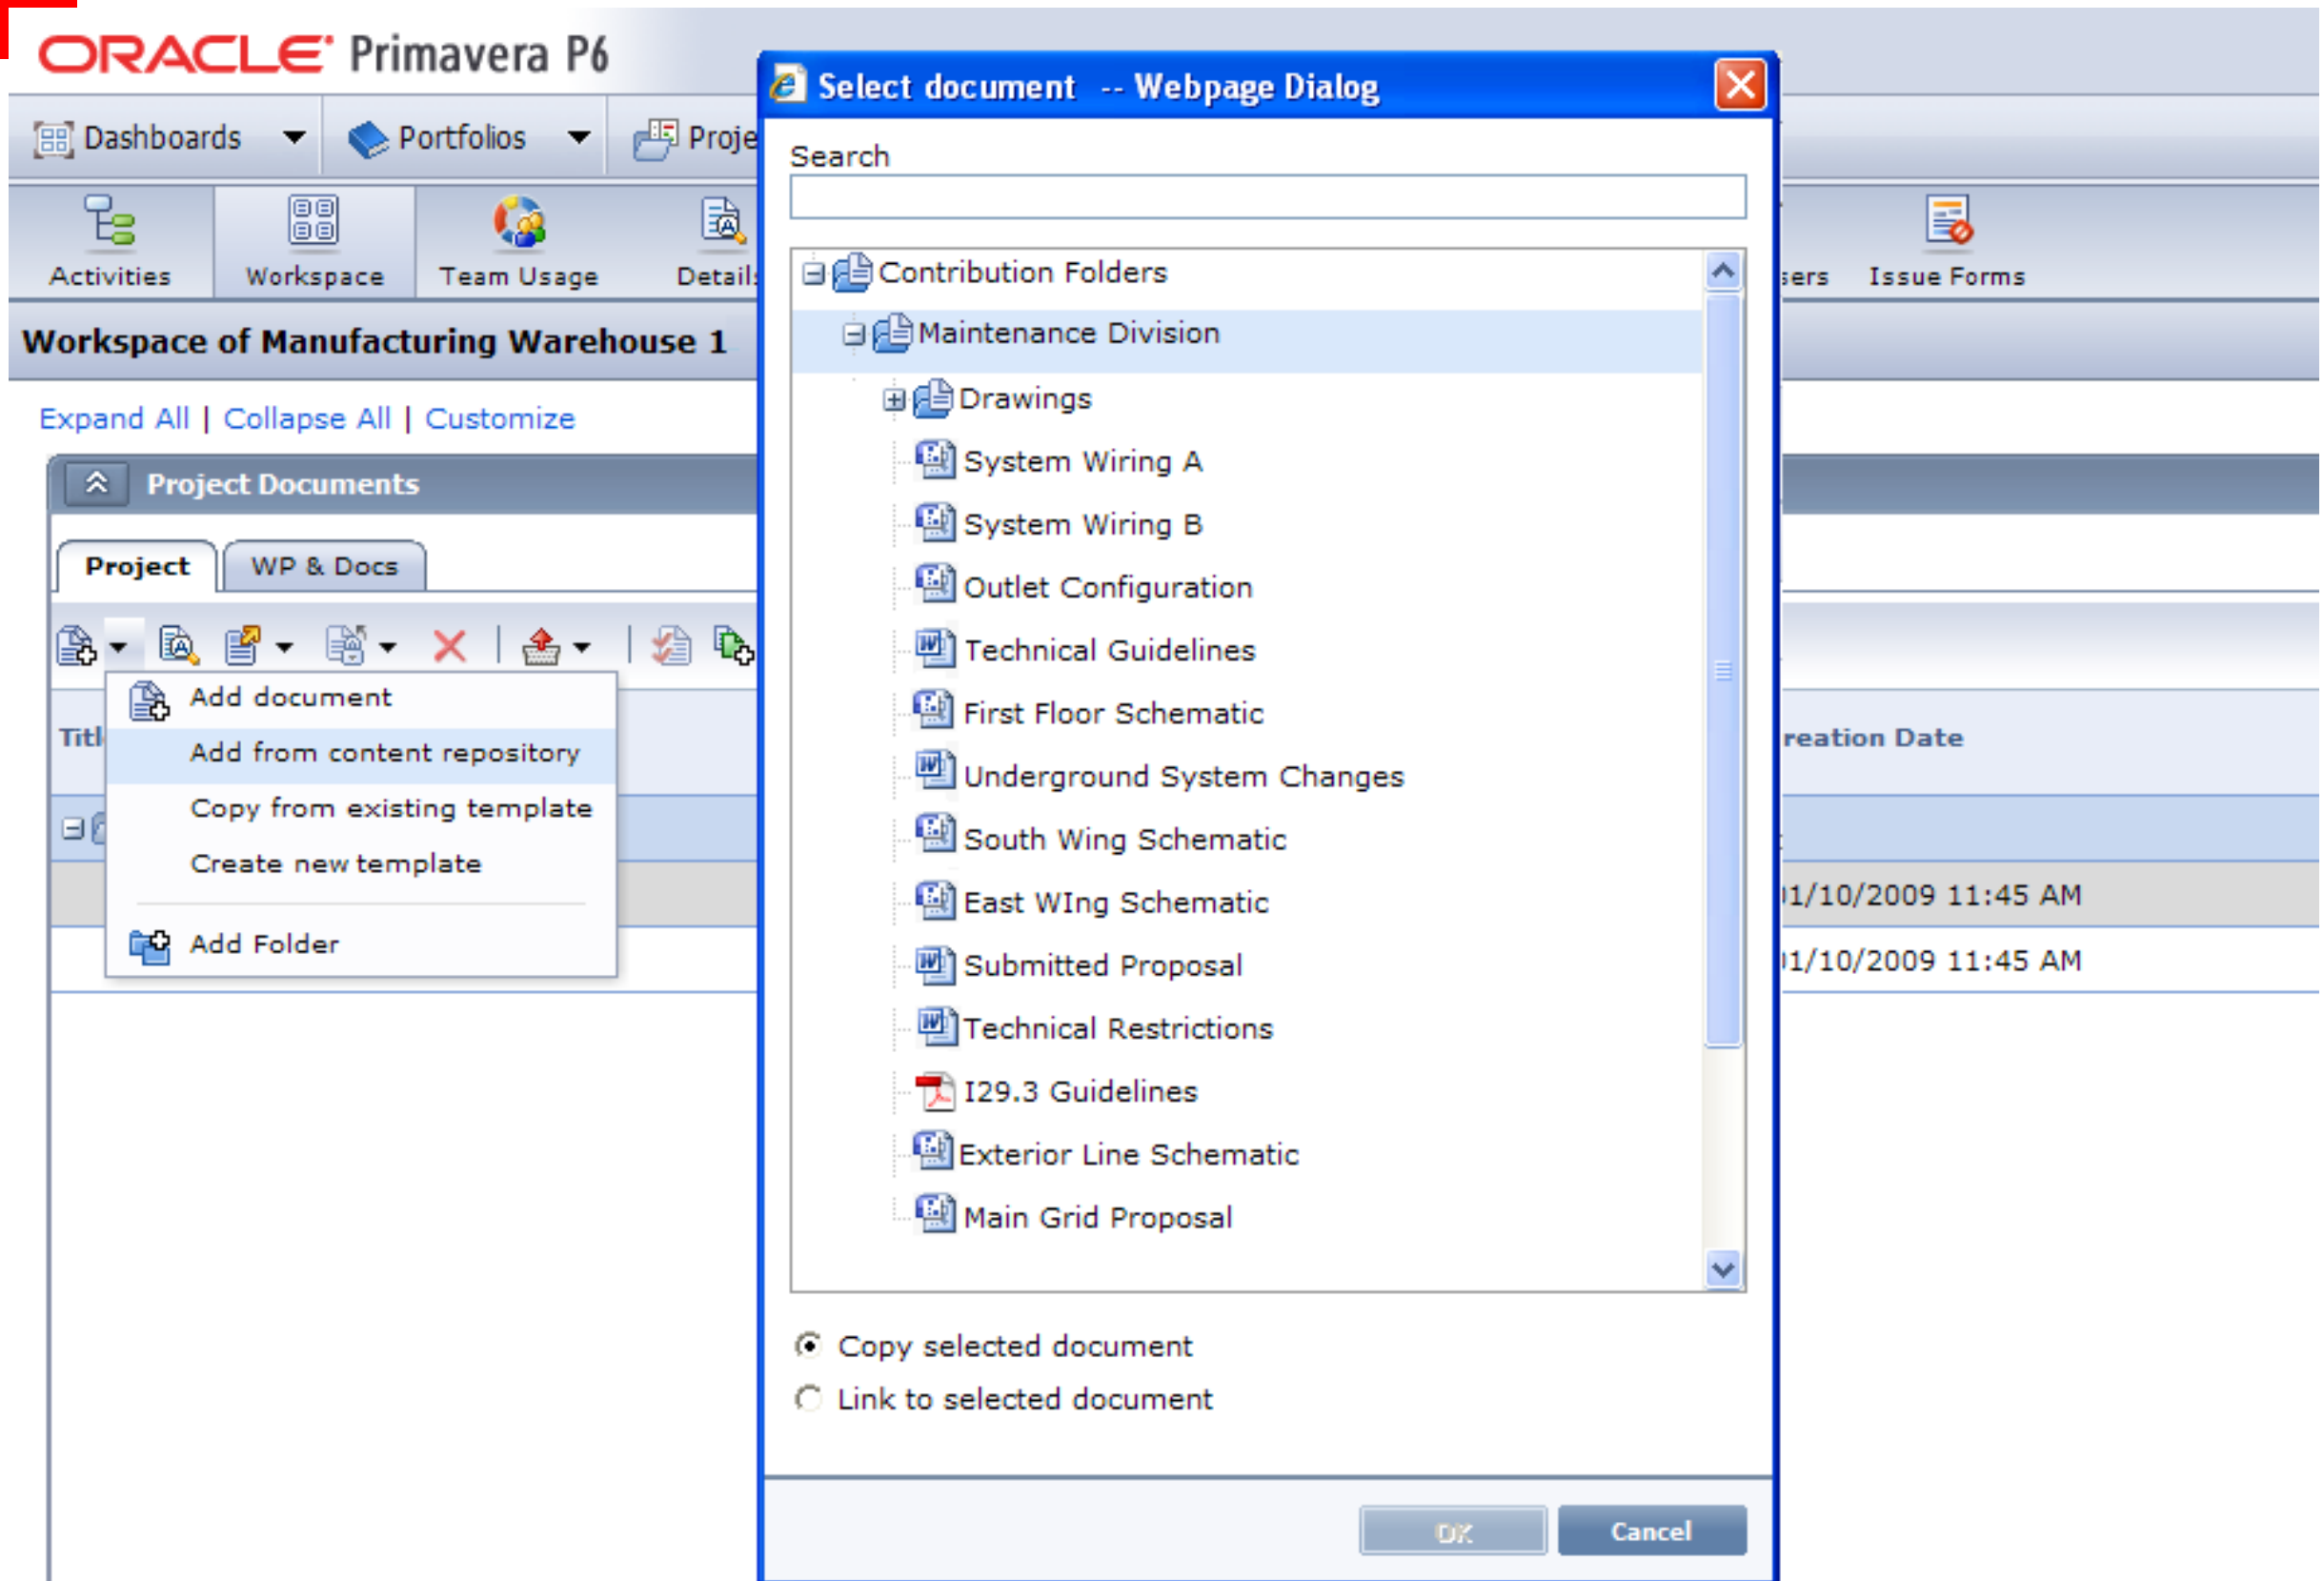 ORACLE Primavera P6
Dashboards Portfolios Proje
Activities Workspace Team Usage Details
Workspace of Manufacturing Warehouse 1
Expand All | Collapse All | Customize
Project Documents
Project WP & Docs
Add document
Titl
Add from content repository
Copy from existing template
Create new template
Add Folder
Select document -- Webpage Dialog
Search
Contribution Folders
Maintenance Division
Drawings
System Wiring A
System Wiring B
Outlet Configuration
Technical Guidelines
First Floor Schematic
Underground System Changes
South Wing Schematic
East WIng Schematic
Submitted Proposal
Technical Restrictions
I29.3 Guidelines
Exterior Line Schematic
Main Grid Proposal
Copy selected document
Link to selected document
OK Cancel
sers Issue Forms
reation Date
01/10/2009 11:45 AM
01/10/2009 11:45 AM